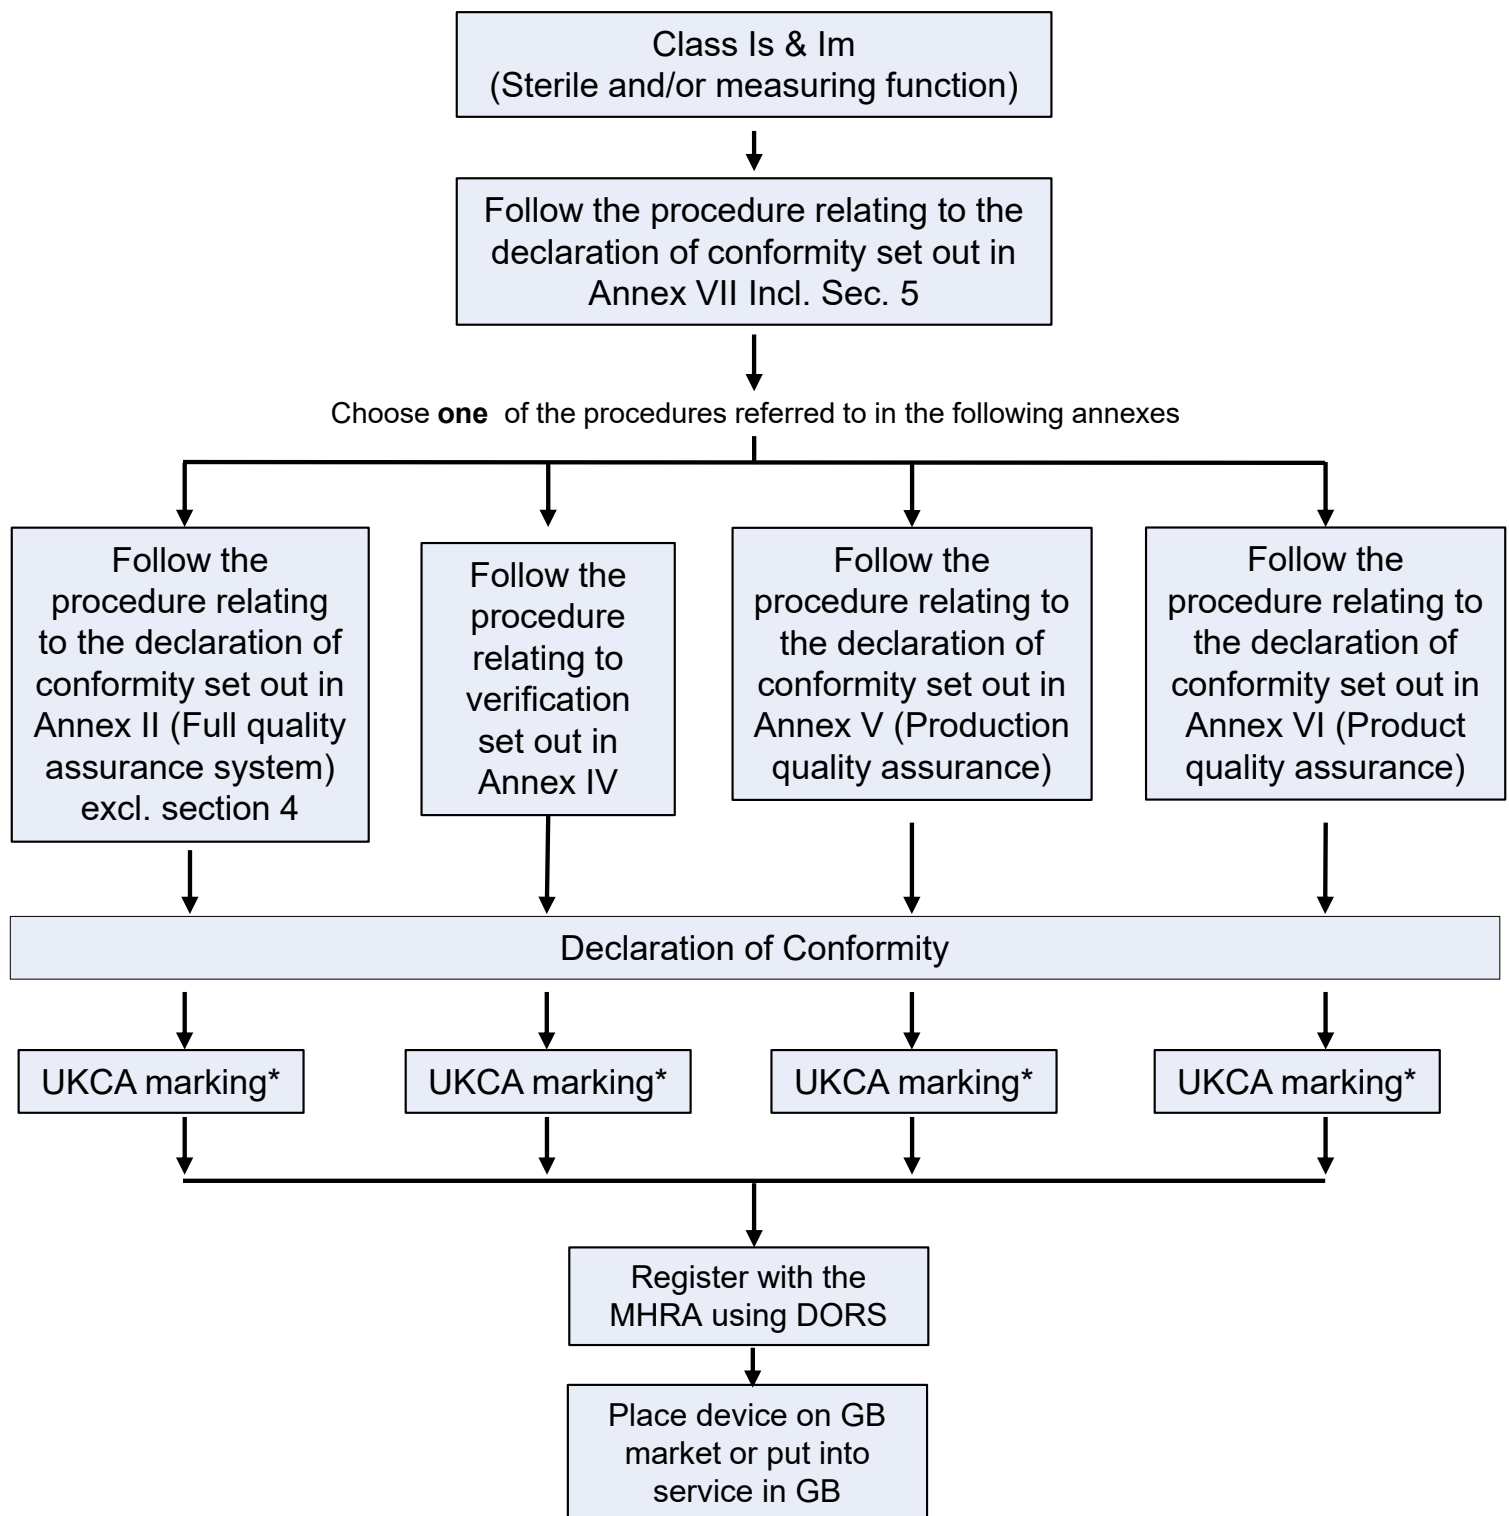 Class Is & Im
(Sterile and/or measuring function)
Follow the procedure relating to the
declaration of conformity set out in
Annex VII Incl. Sec. 5
Choose one of the procedures referred to in the following annexes
Follow the
procedure relating
to the declaration of
conformity set out in
Annex II (Full quality
assurance system)
excl. section 4
Follow the
procedure
relating to
verification
set out in
Annex IV
Follow the
procedure relating to
the declaration of
conformity set out in
Annex V (Production
quality assurance)
Follow the
procedure relating to
the declaration of
conformity set out in
Annex VI (Product
quality assurance)
Declaration of Conformity
UKCA marking*
UKCA marking*
UKCA marking*
UKCA marking*
Register with the
MHRA using DORS
Place device on GB
market or put into
service in GB